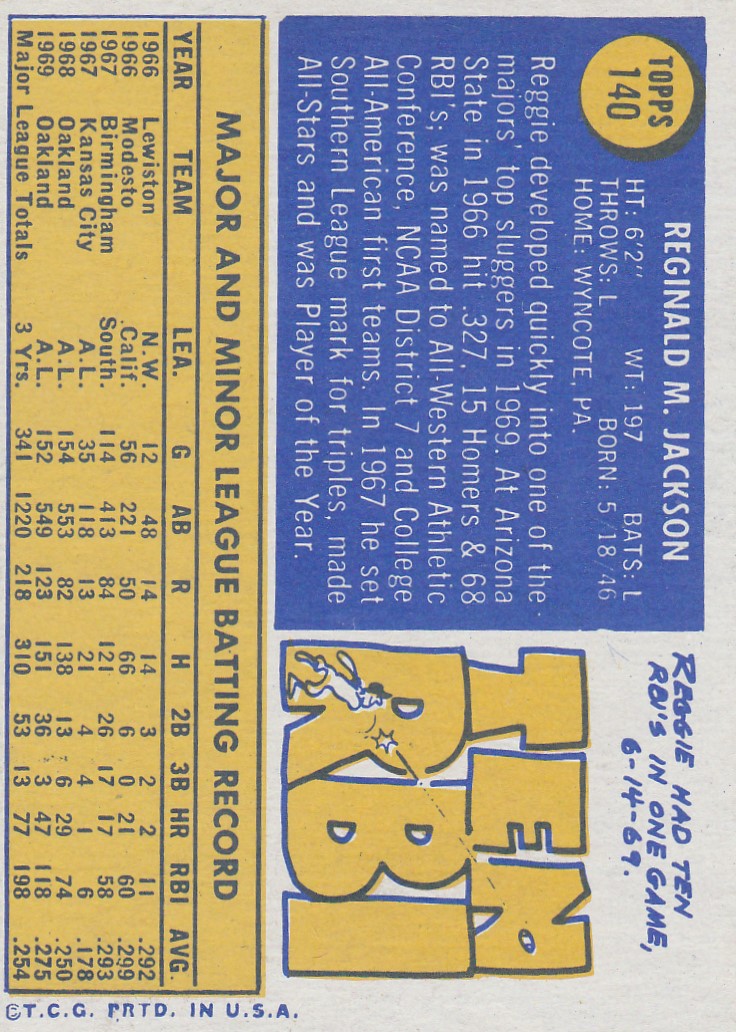 TOPPS
140
REGINALD M. JACKSON
HT: 6'2" WT: 197 BATS: L
THROWS: L BORN: 5/18/46
HOME: WYNCOTE, PA.
Reggie developed quickly into one of the
majors' top sluggers in 1969. At Arizona
State in 1966 hit .327, 15 Homers & 68
RBI's; was named to All-Western Athletic
Conference, NCAA District 7 and College
All-American first teams. In 1967 he set
Southern League mark for triples, made
All-Stars and was Player of the Year.
REGGIE HAD TEN
RBI'S IN ONE GAME,
6-14-69.
TEN
RBI
MAJOR AND MINOR LEAGUE BATTING RECORD
YEAR TEAM LEA. G AB R H 2B 3B HR RBI AVG.
1966 Lewiston N.W. 12 48 14 14 3 2 2 11 .292
1966 Modesto Calif. 56 221 50 66 6 0 21 60 .299
1967 Birmingham South. 114 413 84 121 26 17 17 58 .293
1967 Kansas City A.L. 35 118 13 21 4 4 1 6 .178
1968 Oakland A.L. 154 553 82 138 13 6 29 74 .250
1969 Oakland A.L. 152 549 123 151 36 3 47 118 .275
Major League Totals 3 Yrs. 341 1220 218 310 53 13 77 198 .254
©T.C.G. PRTD. IN U.S.A.